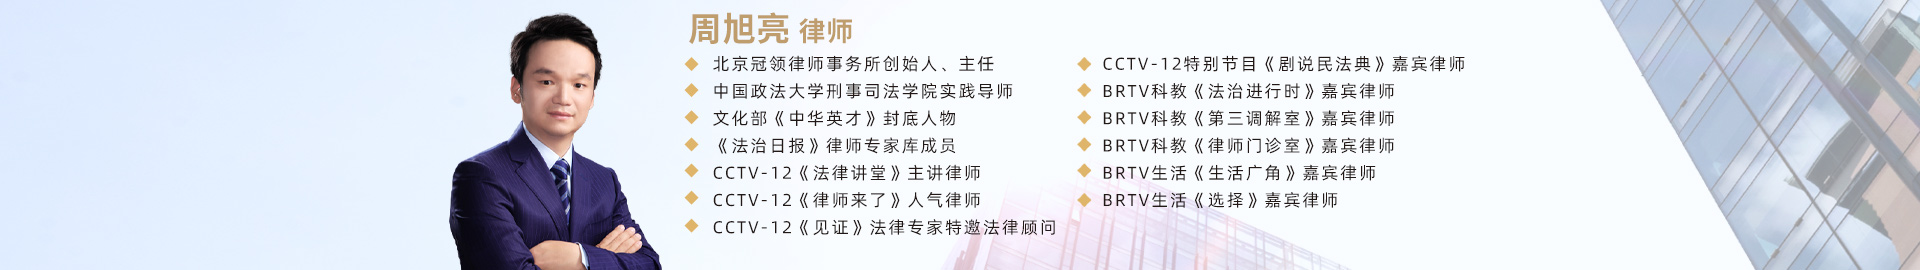 周旭亮 律师
北京冠领律师事务所创始人、主任
中国政法大学刑事司法学院实践导师
文化部《中华英才》封底人物
《法治日报》律师专家库成员
CCTV-12《法律讲堂》主讲律师
CCTV-12《律师来了》人气律师
CCTV-12《见证》法律专家特邀法律顾问
CCTV-12特别节目《剧说民法典》嘉宾律师
BRTV科教《法治进行时》嘉宾律师
BRTV科教《第三调解室》嘉宾律师
BRTV科教《律师门诊室》嘉宾律师
BRTV生活《生活广角》嘉宾律师
BRTV生活《选择》嘉宾律师